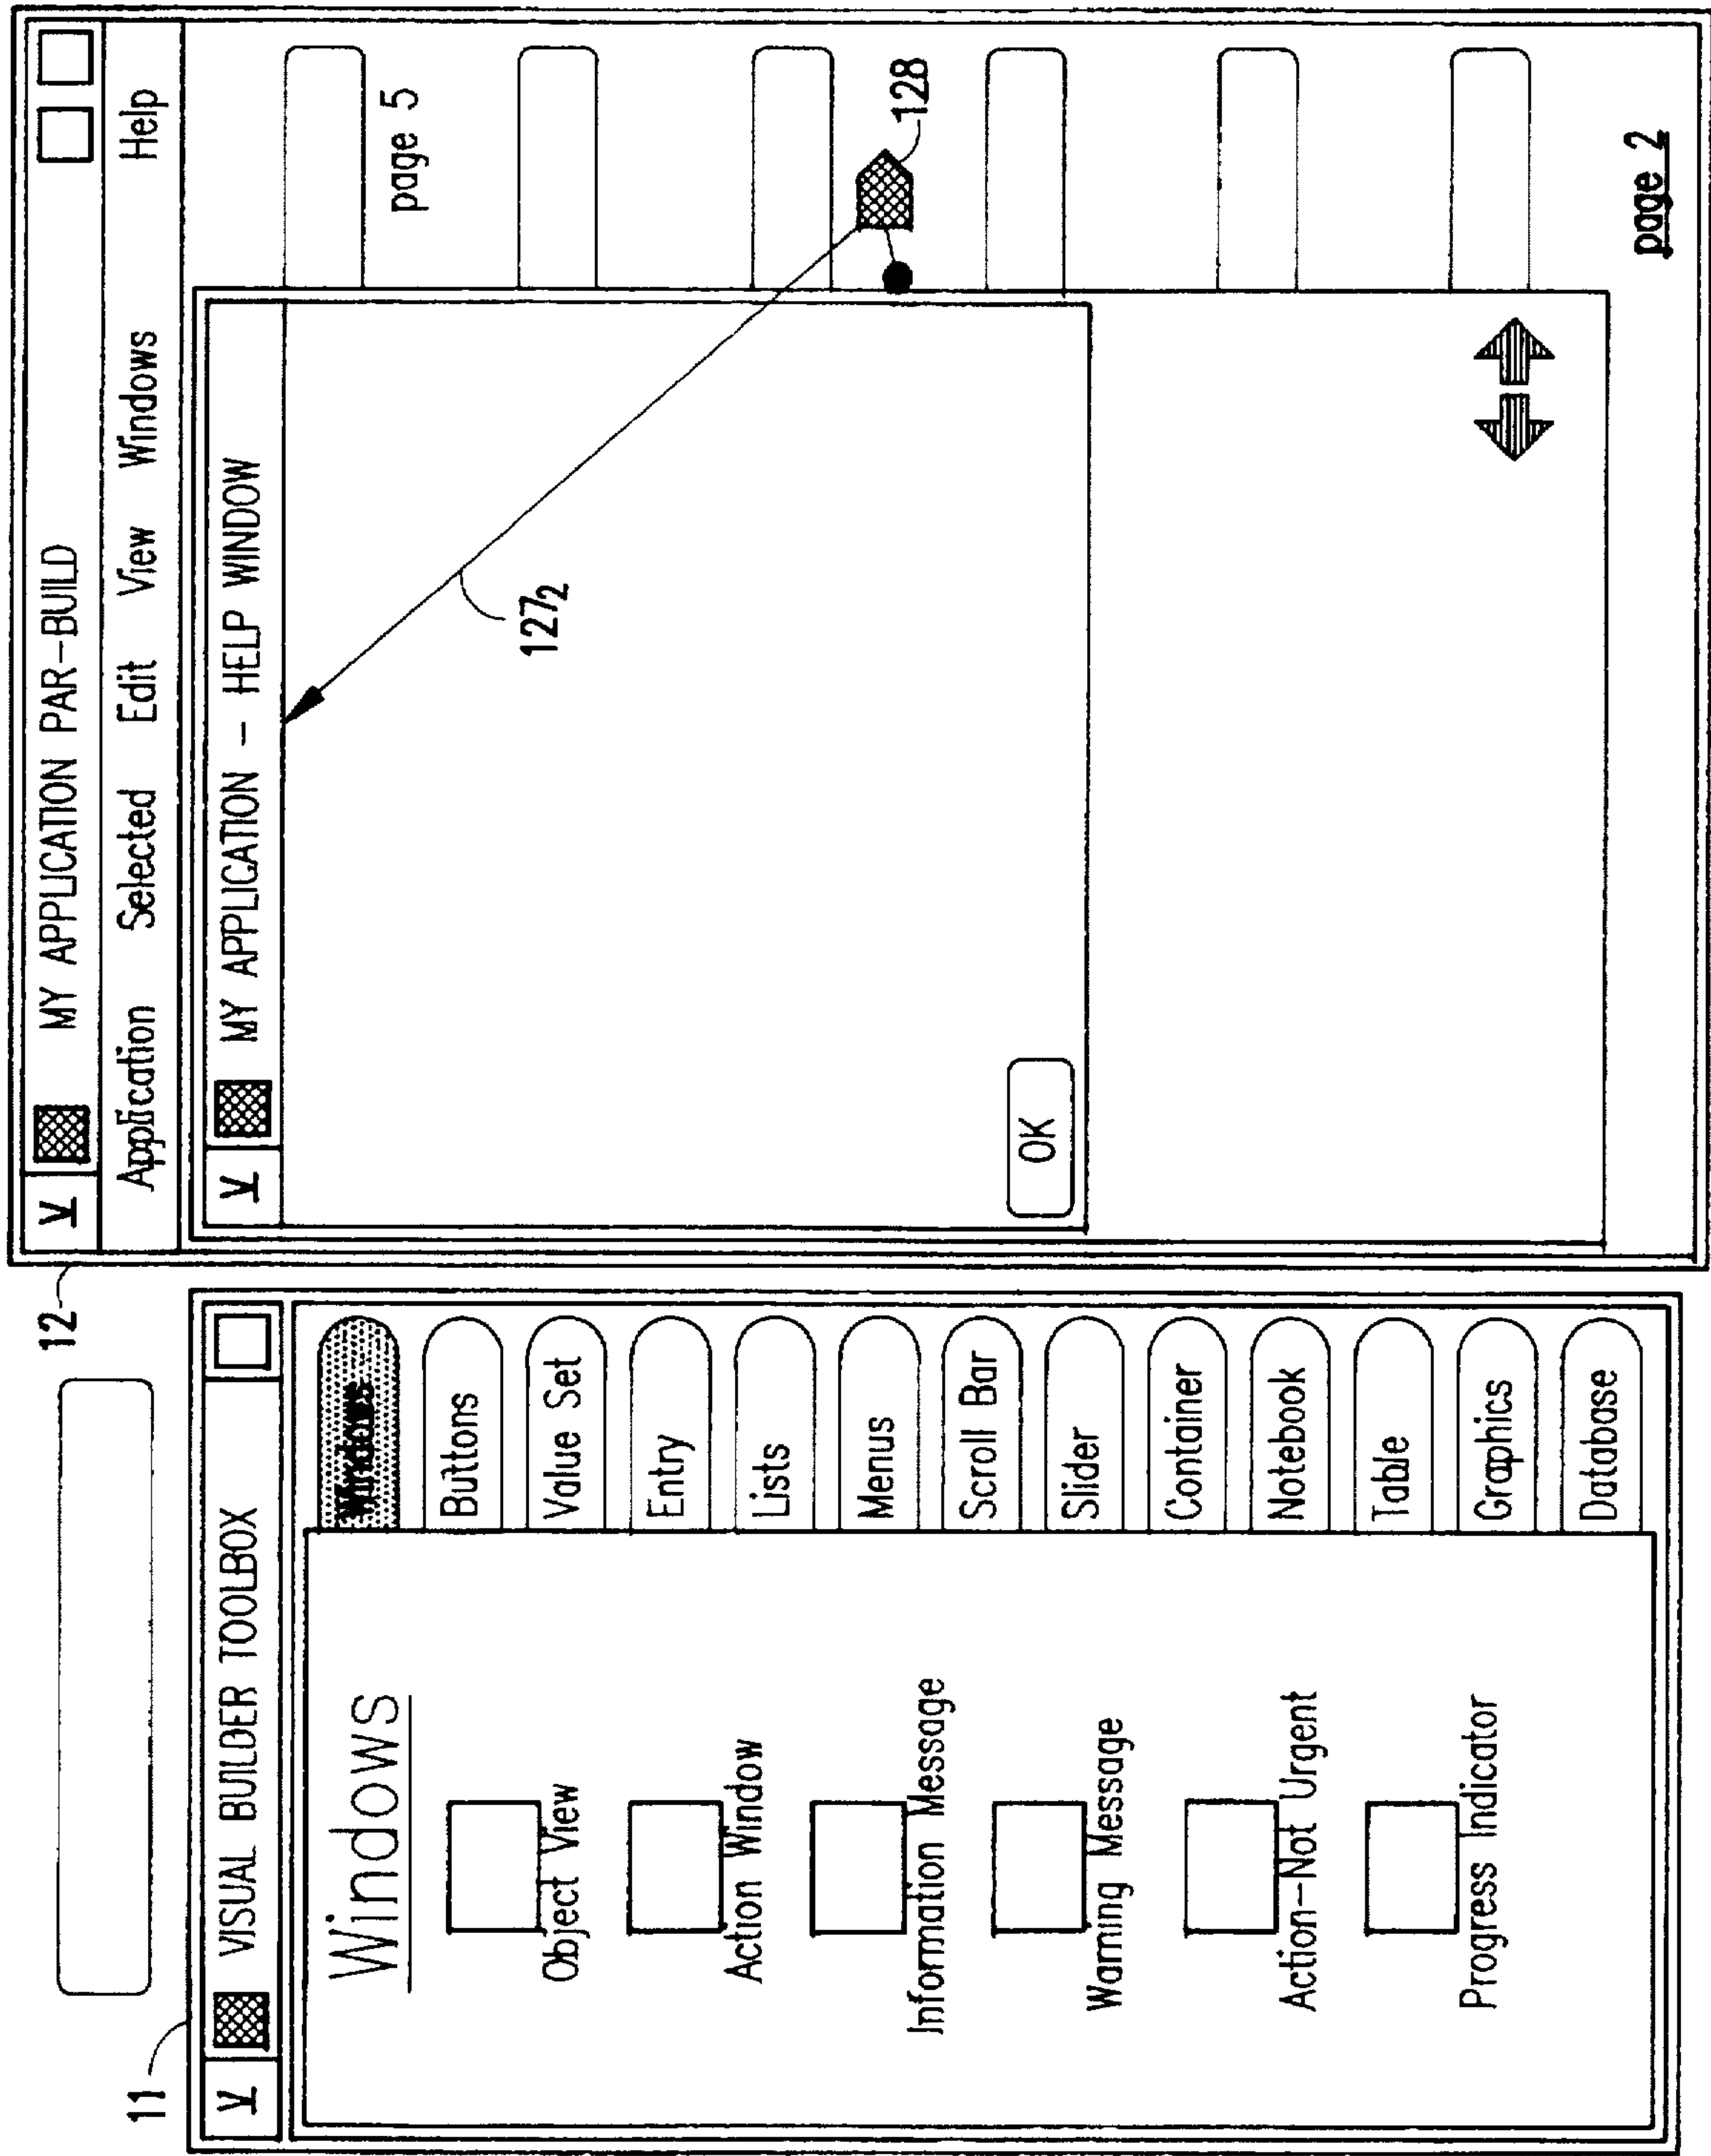 11
V VISUAL BUILDER TOOLBOX
Windows
Object View
Action Window
Information Message
Warning Message
Action-Not Urgent
Progress Indicator
Windows
Buttons
Value Set
Entry
Lists
Menus
Scroll Bar
Slider
Container
Notebook
Table
Graphics
Database
12
V MY APPLICATION PAR-BUILD
Application Selected Edit View Windows Help
V MY APPLICATION - HELP WINDOW
127₂
OK
page 5
128
page 2